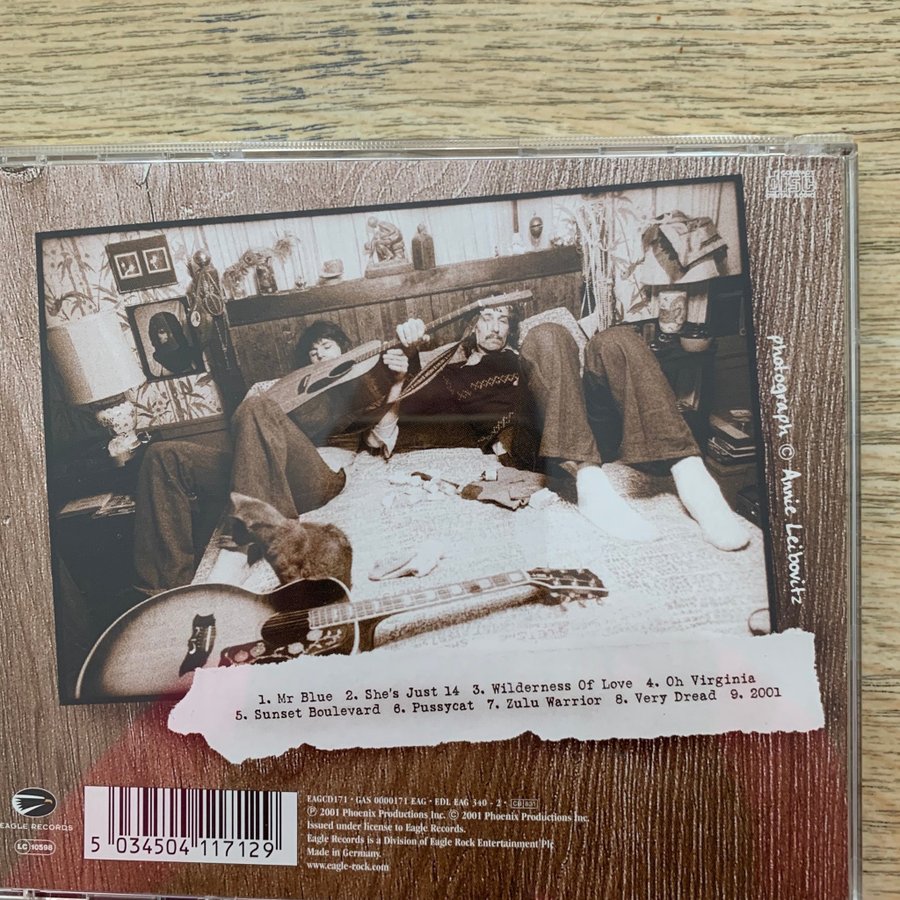 DISC
photograph © Annie Leibovitz
1. Mr Blue 2. She's Just 14 3. Wilderness Of Love 4. Oh Virginia
5. Sunset Boulevard 6. Pussycat 7. Zulu Warrior 8. Very Dread 9. 2001
EAGLE RECORDS
LC 10598
5 034504 117129
EAGCD171 · GAS 0000171 EAG · EDL EAG 340 - 2 ·
℗ 2001 Phoenix Productions Inc. © 2001 Phoenix Productions Inc.
Issued under license to Eagle Records.
Eagle Records is a Division of Eagle Rock Entertainment Plc
Made in Germany.
www.eagle-rock.com